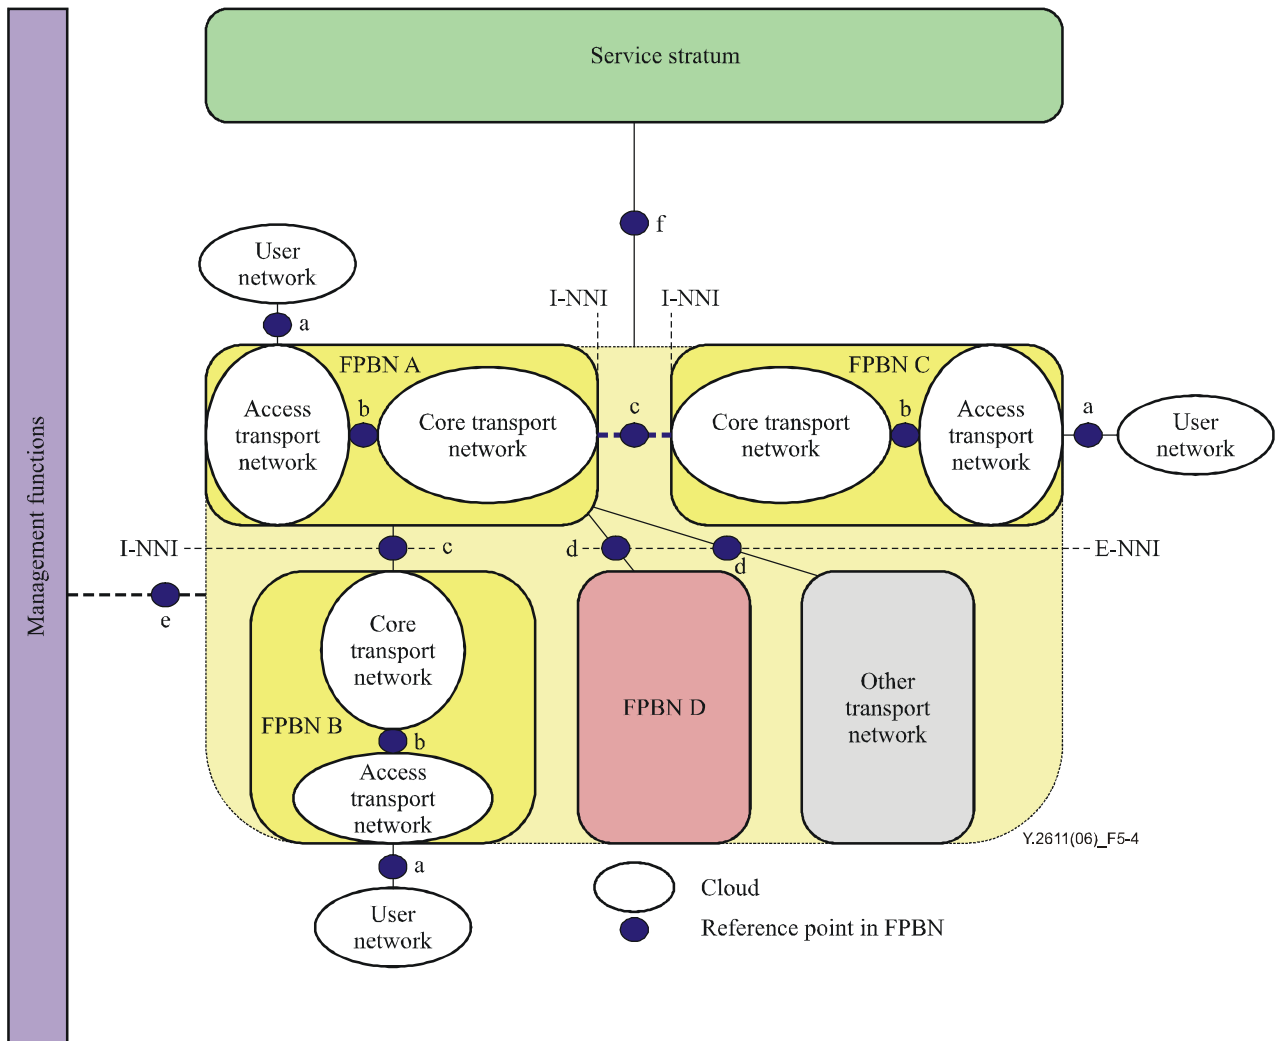 Service stratum
f
User
network
I-NNI
I-NNI
a
FPBN A
FPBN C
Access
transport
network
b
Core transport
network
c
Core transport
network
b
Access
transport
network
a
User
network
Management functions
I-NNI
c
d
d
E-NNI
e
Core
transport
network
FPBN B
b
Access
transport
network
FPBN D
Other
transport
network
Y.2611(06)_F5-4
a
User
network
Cloud
Reference point in FPBN